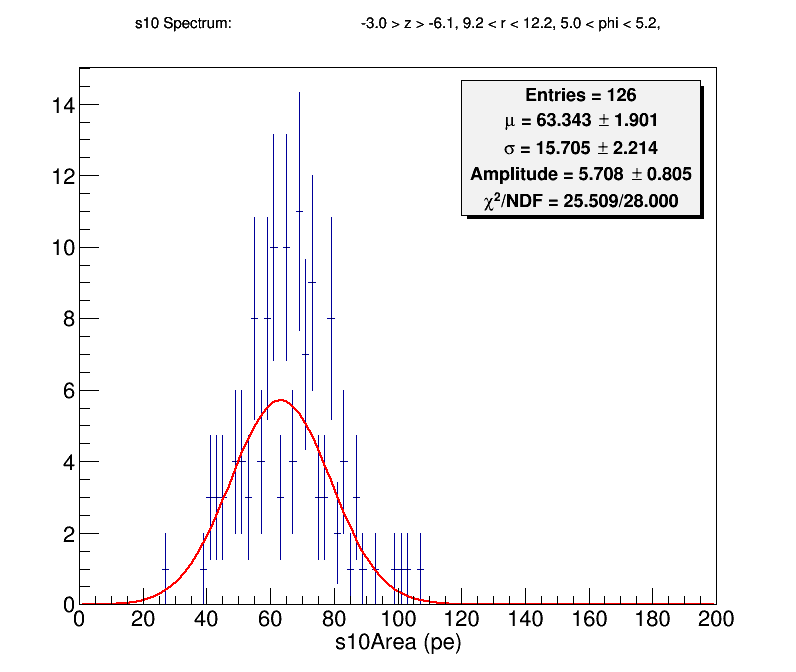 s10 Spectrum: -3.0 > z > -6.1, 9.2 < r < 12.2, 5.0 < phi < 5.2,
Entries = 126
μ = 63.343 ± 1.901
σ = 15.705 ± 2.214
Amplitude = 5.708 ± 0.805
χ²/NDF = 25.509/28.000
14
12
10
8
6
4
2
0
0 20 40 60 80 100 120 140 160 180 200
s10Area (pe)